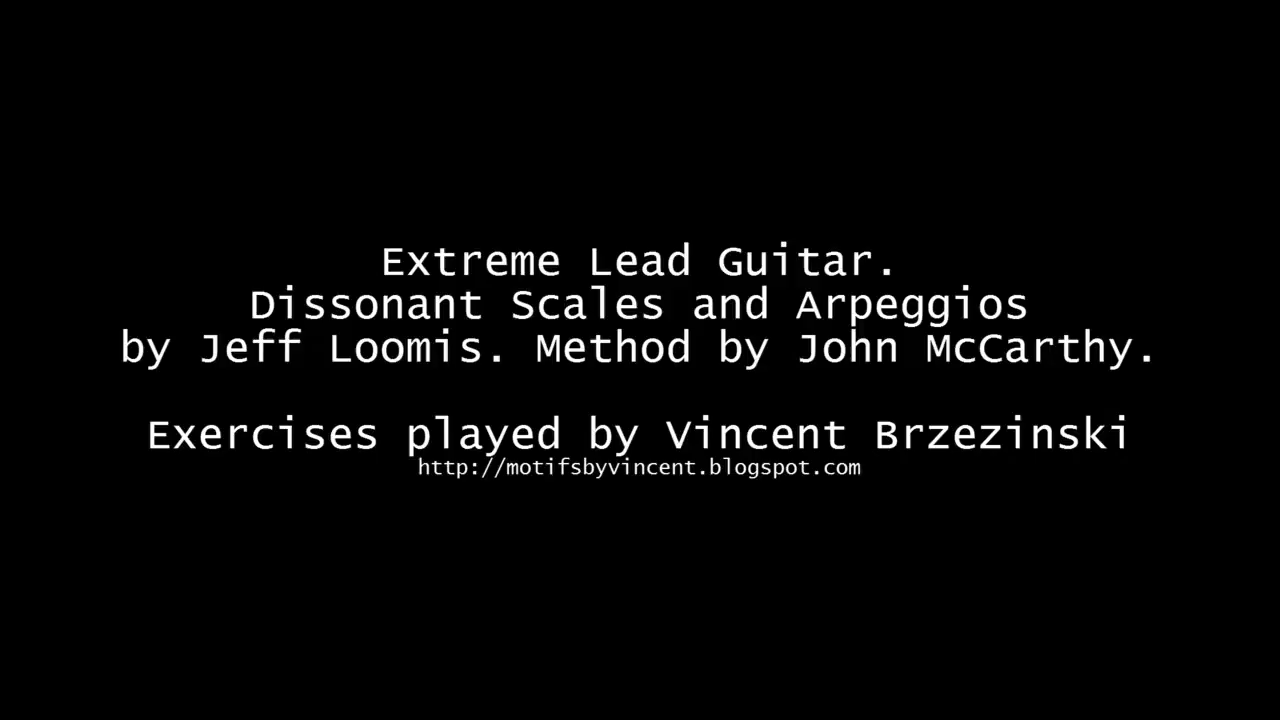 Extreme Lead Guitar.
Dissonant Scales and Arpeggios
by Jeff Loomis. Method by John McCarthy.
Exercises played by Vincent Brzezinski
http://motifsbyvincent.blogspot.com